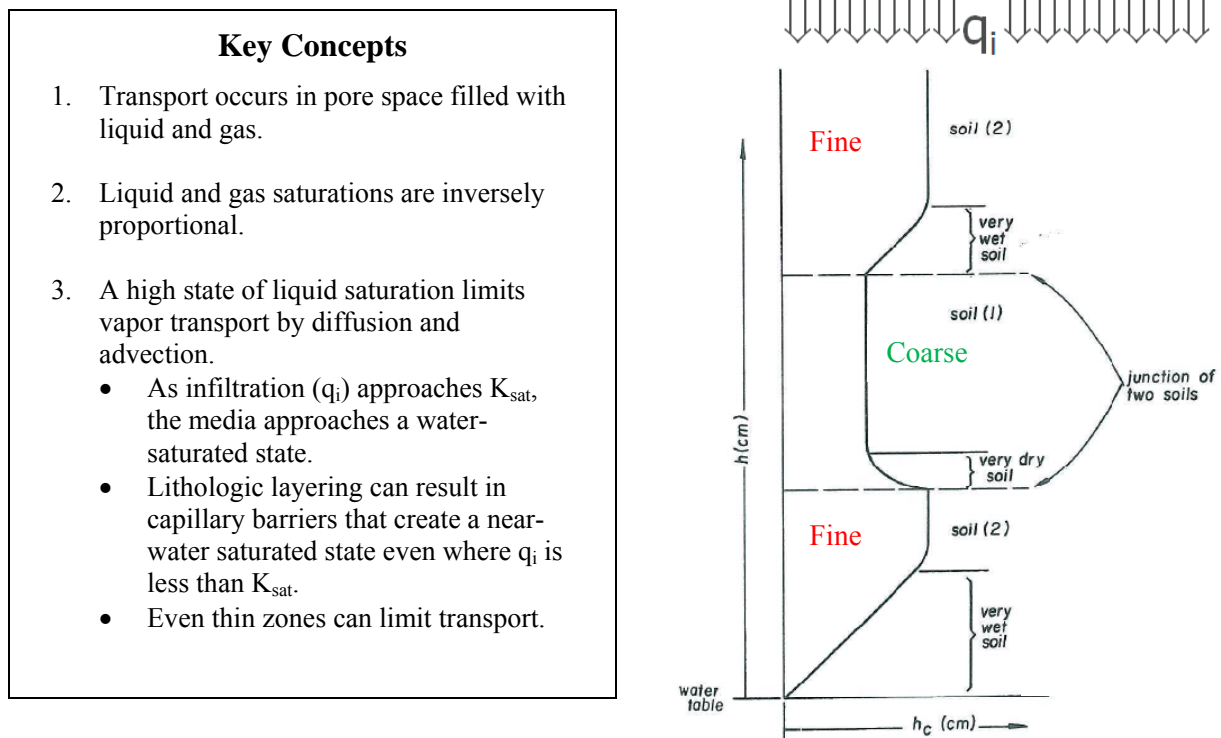 Key Concepts
1. Transport occurs in pore space filled with
liquid and gas.
2. Liquid and gas saturations are inversely
proportional.
3. A high state of liquid saturation limits
vapor transport by diffusion and
advection.
• As infiltration (qi) approaches Ksat,
the media approaches a water-
saturated state.
• Lithologic layering can result in
capillary barriers that create a near-
water saturated state even where qi is
less than Ksat.
• Even thin zones can limit transport.
qi
Fine
soil (2)
very
wet
soil
soil (1)
Coarse
junction of
two soils
h(cm)
very dry
soil
Fine
soil (2)
very
wet
soil
water
table
hc (cm)